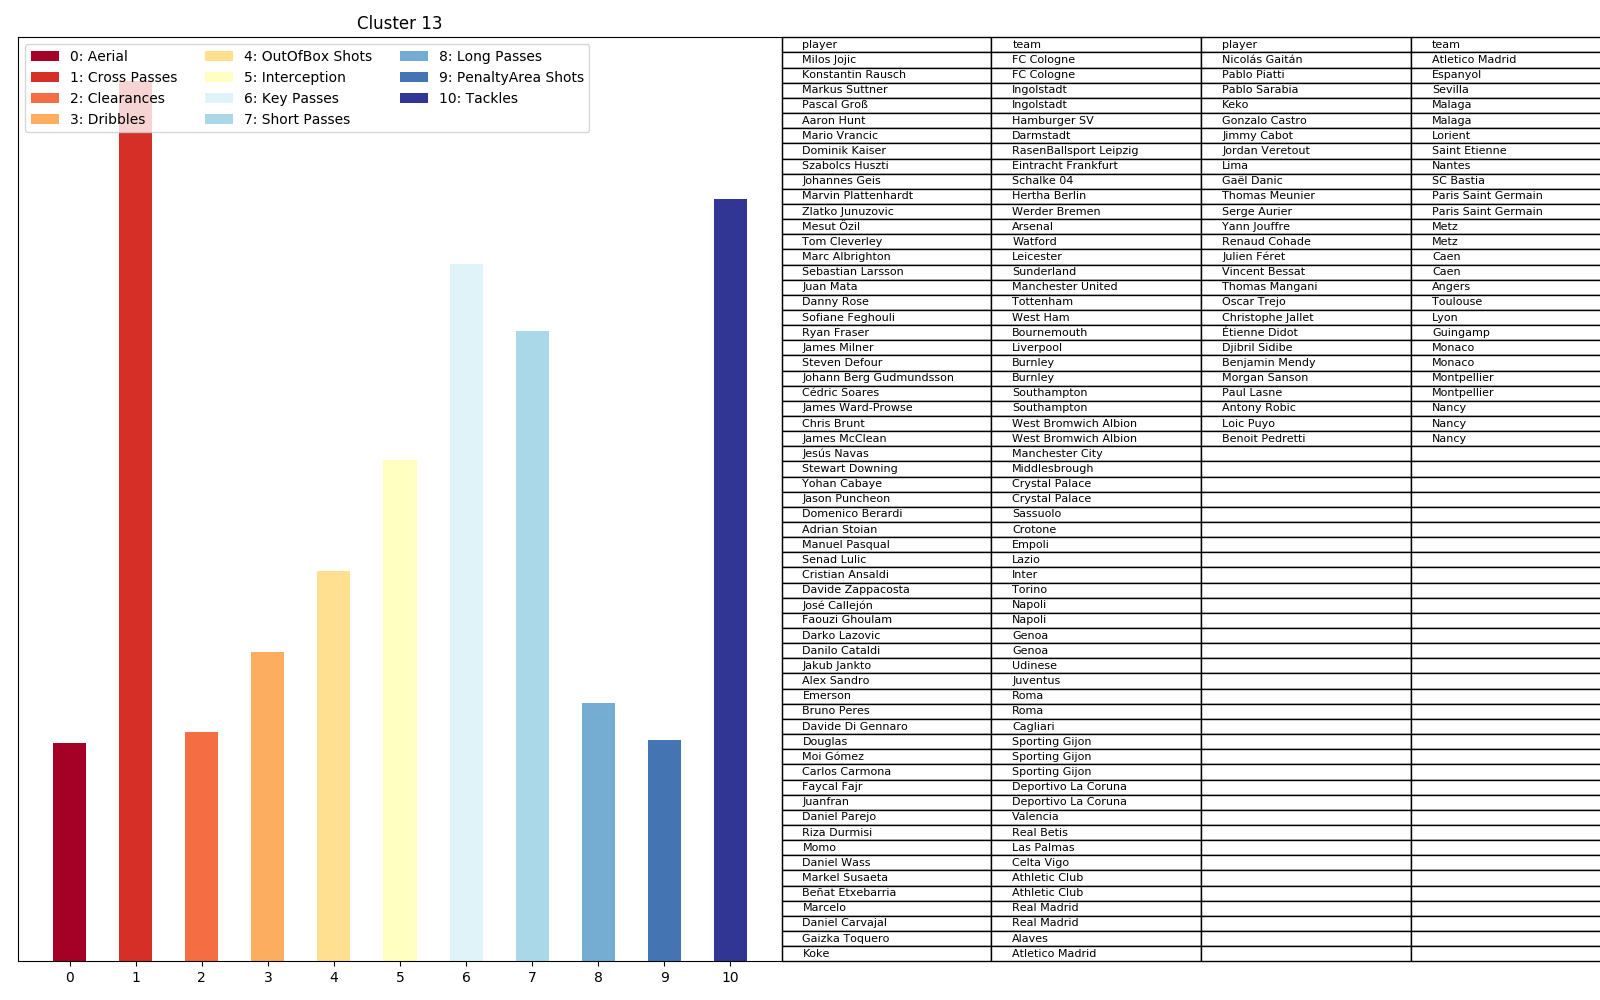 Cluster 13
0: Aerial
1: Cross Passes
2: Clearances
3: Dribbles
4: OutOfBox Shots
5: Interception
6: Key Passes
7: Short Passes
8: Long Passes
9: PenaltyArea Shots
10: Tackles
0 1 2 3 4 5 6 7 8 9 10
player team player team
Milos Jojic FC Cologne Nicolás Gaitán Atletico Madrid
Konstantin Rausch FC Cologne Pablo Piatti Espanyol
Markus Suttner Ingolstadt Pablo Sarabia Sevilla
Pascal Groß Ingolstadt Keko Malaga
Aaron Hunt Hamburger SV Gonzalo Castro Malaga
Mario Vrancic Darmstadt Jimmy Cabot Lorient
Dominik Kaiser RasenBallsport Leipzig Jordan Veretout Saint Etienne
Szabolcs Huszti Eintracht Frankfurt Lima Nantes
Johannes Geis Schalke 04 Gaël Danic SC Bastia
Marvin Plattenhardt Hertha Berlin Thomas Meunier Paris Saint Germain
Zlatko Junuzovic Werder Bremen Serge Aurier Paris Saint Germain
Mesut Özil Arsenal Yann Jouffre Metz
Tom Cleverley Watford Renaud Cohade Metz
Marc Albrighton Leicester Julien Féret Caen
Sebastian Larsson Sunderland Vincent Bessat Caen
Juan Mata Manchester United Thomas Mangani Angers
Danny Rose Tottenham Oscar Trejo Toulouse
Sofiane Feghouli West Ham Christophe Jallet Lyon
Ryan Fraser Bournemouth Étienne Didot Guingamp
James Milner Liverpool Djibril Sidibe Monaco
Steven Defour Burnley Benjamin Mendy Monaco
Johann Berg Gudmundsson Burnley Morgan Sanson Montpellier
Cédric Soares Southampton Paul Lasne Montpellier
James Ward-Prowse Southampton Antony Robic Nancy
Chris Brunt West Bromwich Albion Loic Puyo Nancy
James McClean West Bromwich Albion Benoit Pedretti Nancy
Jesús Navas Manchester City
Stewart Downing Middlesbrough
Yohan Cabaye Crystal Palace
Jason Puncheon Crystal Palace
Domenico Berardi Sassuolo
Adrian Stoian Crotone
Manuel Pasqual Empoli
Senad Lulic Lazio
Cristian Ansaldi Inter
Davide Zappacosta Torino
José Callejón Napoli
Faouzi Ghoulam Napoli
Darko Lazovic Genoa
Danilo Cataldi Genoa
Jakub Jankto Udinese
Alex Sandro Juventus
Emerson Roma
Bruno Peres Roma
Davide Di Gennaro Cagliari
Douglas Sporting Gijon
Moi Gómez Sporting Gijon
Carlos Carmona Sporting Gijon
Faycal Fajr Deportivo La Coruna
Juanfran Deportivo La Coruna
Daniel Parejo Valencia
Riza Durmisi Real Betis
Momo Las Palmas
Daniel Wass Celta Vigo
Markel Susaeta Athletic Club
Beñat Etxebarria Athletic Club
Marcelo Real Madrid
Daniel Carvajal Real Madrid
Gaizka Toquero Alaves
Koke Atletico Madrid